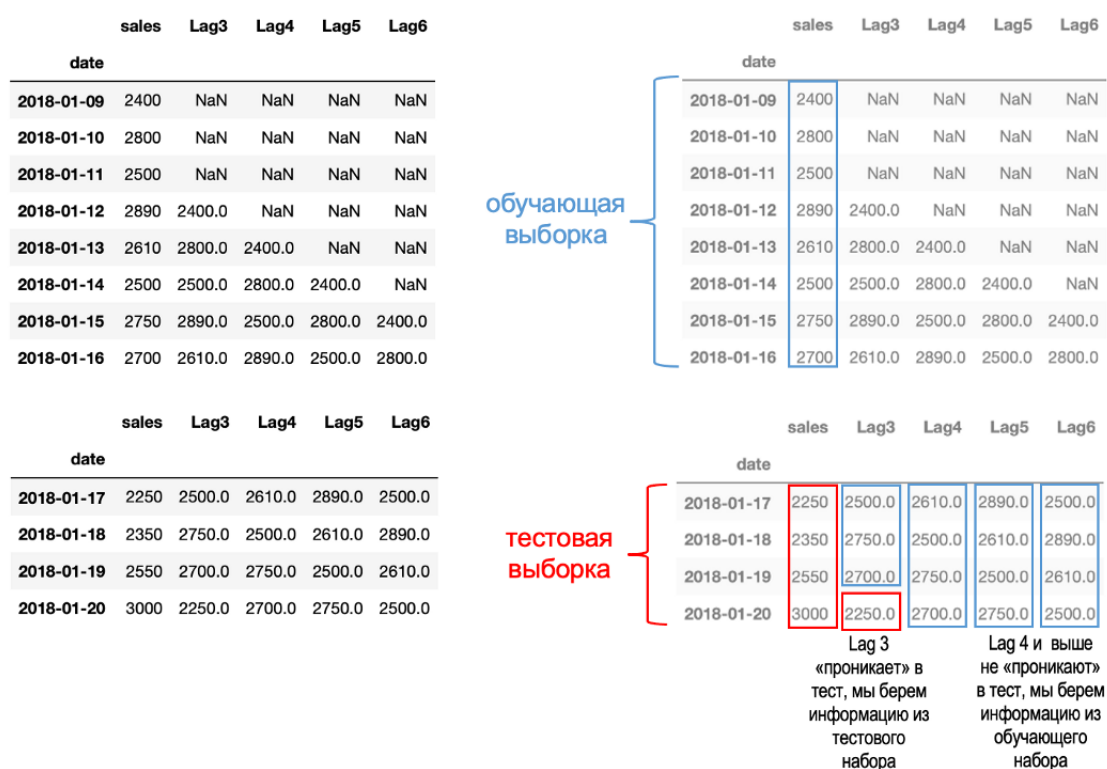 sales Lag3 Lag4 Lag5 Lag6
date
2018-01-09 2400 NaN NaN NaN NaN
2018-01-10 2800 NaN NaN NaN NaN
2018-01-11 2500 NaN NaN NaN NaN
2018-01-12 2890 2400.0 NaN NaN NaN
2018-01-13 2610 2800.0 2400.0 NaN NaN
2018-01-14 2500 2500.0 2800.0 2400.0 NaN
2018-01-15 2750 2890.0 2500.0 2800.0 2400.0
2018-01-16 2700 2610.0 2890.0 2500.0 2800.0
sales Lag3 Lag4 Lag5 Lag6
date
2018-01-17 2250 2500.0 2610.0 2890.0 2500.0
2018-01-18 2350 2750.0 2500.0 2610.0 2890.0
2018-01-19 2550 2700.0 2750.0 2500.0 2610.0
2018-01-20 3000 2250.0 2700.0 2750.0 2500.0
обучающая
выборка
sales Lag3 Lag4 Lag5 Lag6
date
2018-01-09 2400 NaN NaN NaN NaN
2018-01-10 2800 NaN NaN NaN NaN
2018-01-11 2500 NaN NaN NaN NaN
2018-01-12 2890 2400.0 NaN NaN NaN
2018-01-13 2610 2800.0 2400.0 NaN NaN
2018-01-14 2500 2500.0 2800.0 2400.0 NaN
2018-01-15 2750 2890.0 2500.0 2800.0 2400.0
2018-01-16 2700 2610.0 2890.0 2500.0 2800.0
тестовая
выборка
sales Lag3 Lag4 Lag5 Lag6
date
2018-01-17 2250 2500.0 2610.0 2890.0 2500.0
2018-01-18 2350 2750.0 2500.0 2610.0 2890.0
2018-01-19 2550 2700.0 2750.0 2500.0 2610.0
2018-01-20 3000 2250.0 2700.0 2750.0 2500.0
Lag 3
«проникает» в
тест, мы берем
информацию из
тестового
набора
Lag 4 и выше
не «проникают»
в тест, мы берем
информацию из
обучающего
набора